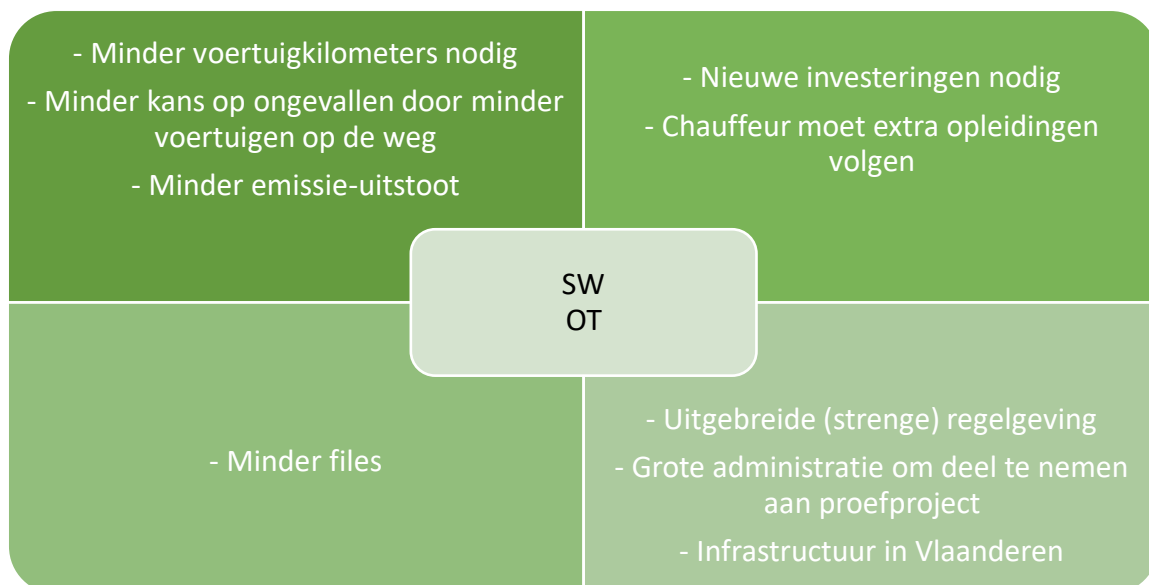 - Minder voertuigkilometers nodig
- Minder kans op ongevallen door minder
voertuigen op de weg
- Minder emissie-uitstoot
- Nieuwe investeringen nodig
- Chauffeur moet extra opleidingen
volgen
SW
OT
- Minder files
- Uitgebreide (strenge) regelgeving
- Grote administratie om deel te nemen
aan proefproject
- Infrastructuur in Vlaanderen